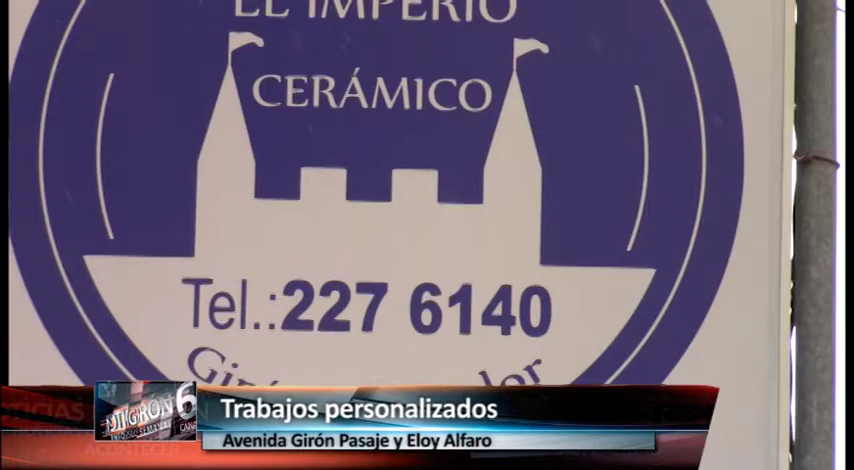 EL IMPERIO
CERÁMICO
Tel.: 227 6140
Trabajos personalizados
Avenida Girón Pasaje y Eloy Alfaro